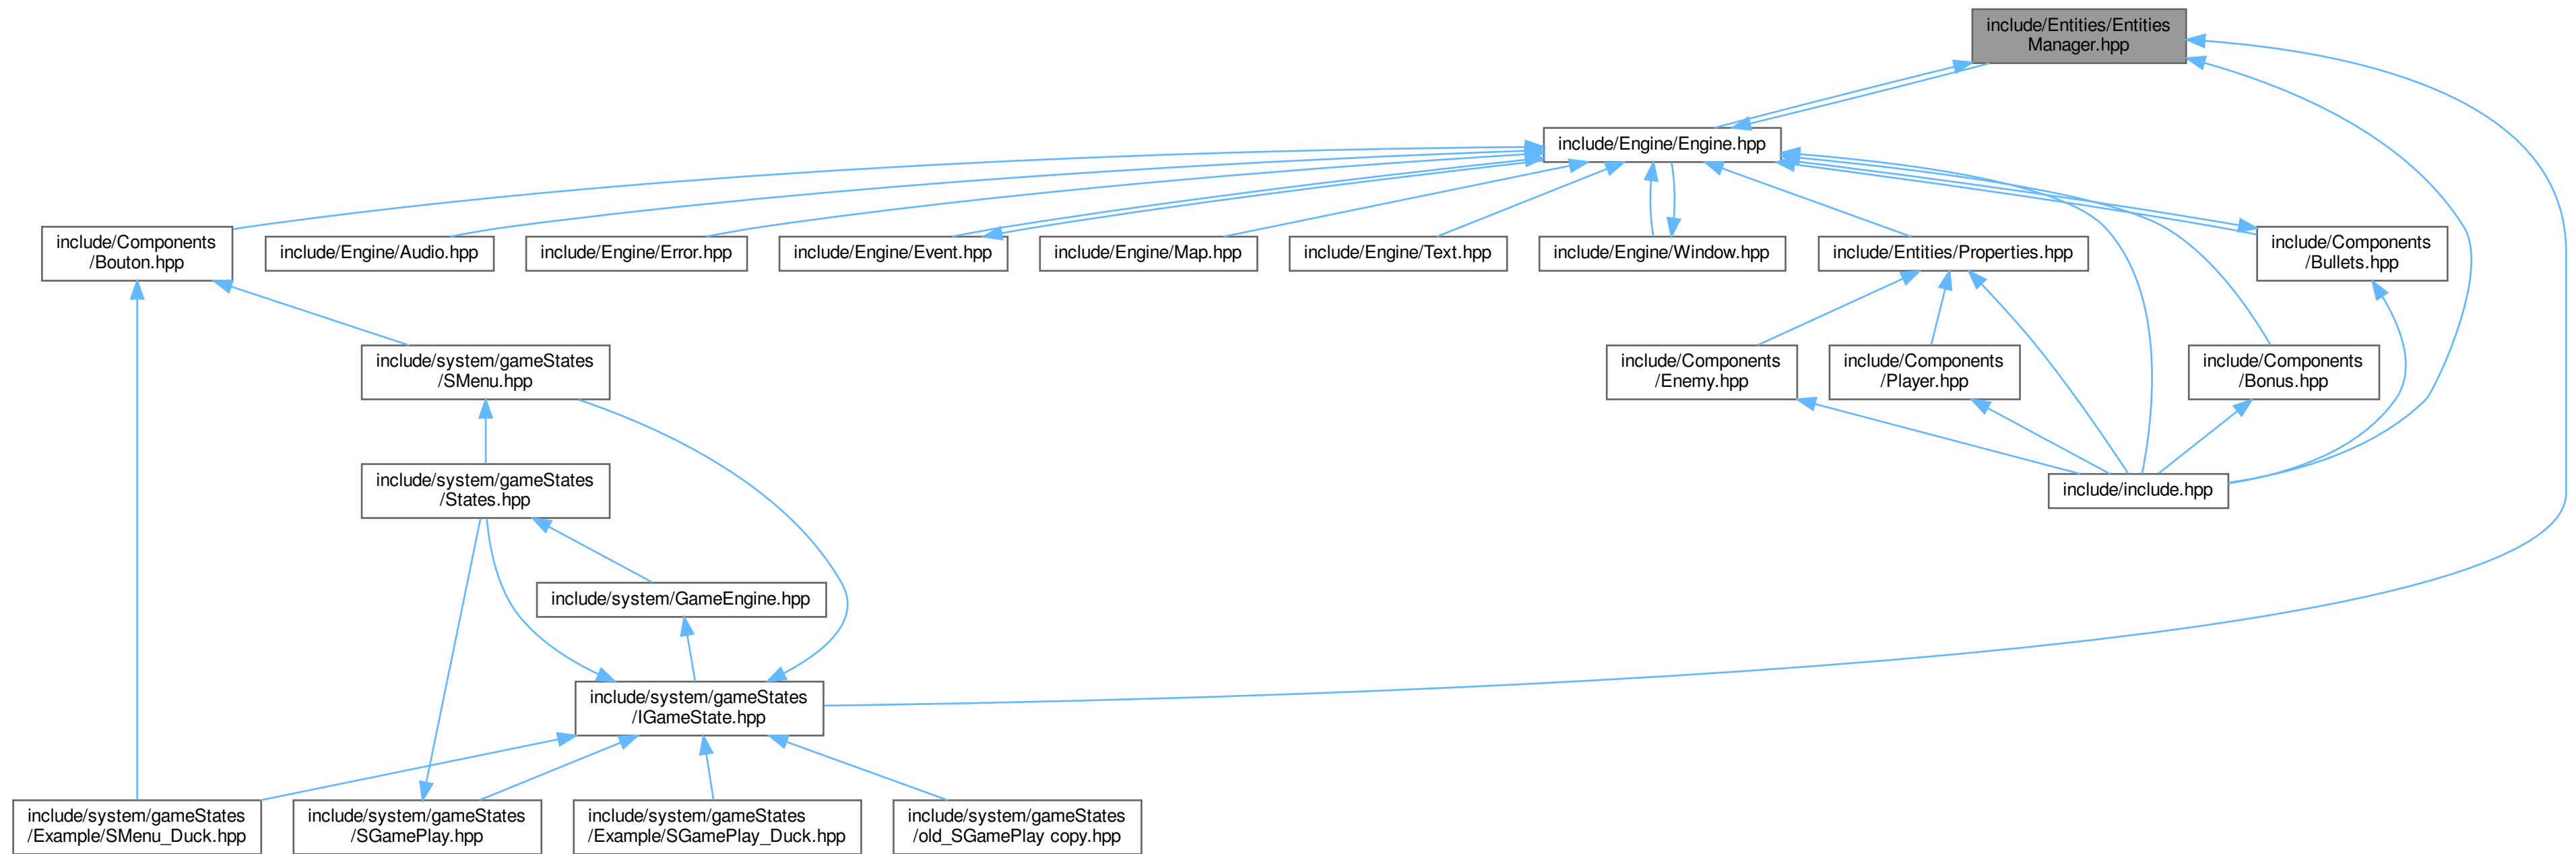 include/Entities/Entities
Manager.hpp
include/Engine/Engine.hpp
include/Components
/Bouton.hpp
include/Engine/Audio.hpp
include/Engine/Error.hpp
include/Engine/Event.hpp
include/Engine/Map.hpp
include/Engine/Text.hpp
include/Engine/Window.hpp
include/Entities/Properties.hpp
include/Components
/Bullets.hpp
include/system/gameStates
/SMenu.hpp
include/Components
/Enemy.hpp
include/Components
/Player.hpp
include/Components
/Bonus.hpp
include/system/gameStates
/States.hpp
include/include.hpp
include/system/GameEngine.hpp
include/system/gameStates
/IGameState.hpp
include/system/gameStates
/Example/SMenu_Duck.hpp
include/system/gameStates
/SGamePlay.hpp
include/system/gameStates
/Example/SGamePlay_Duck.hpp
include/system/gameStates
/old_SGamePlay copy.hpp